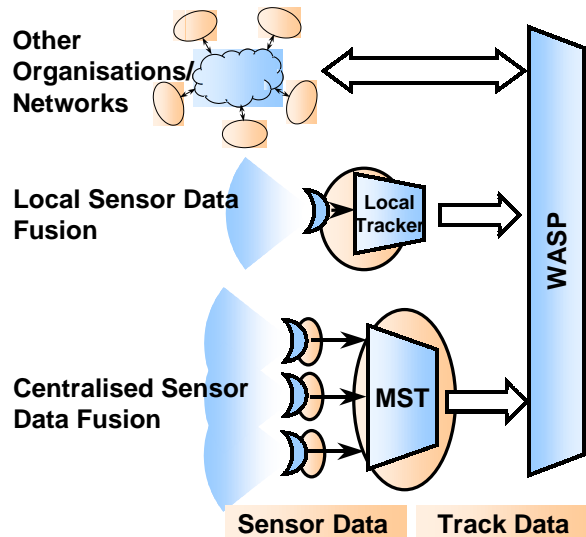 Other
Organisations/
Networks
Local Sensor Data
Fusion
Local
Tracker
WASP
Centralised Sensor
Data Fusion
MST
Sensor Data
Track Data